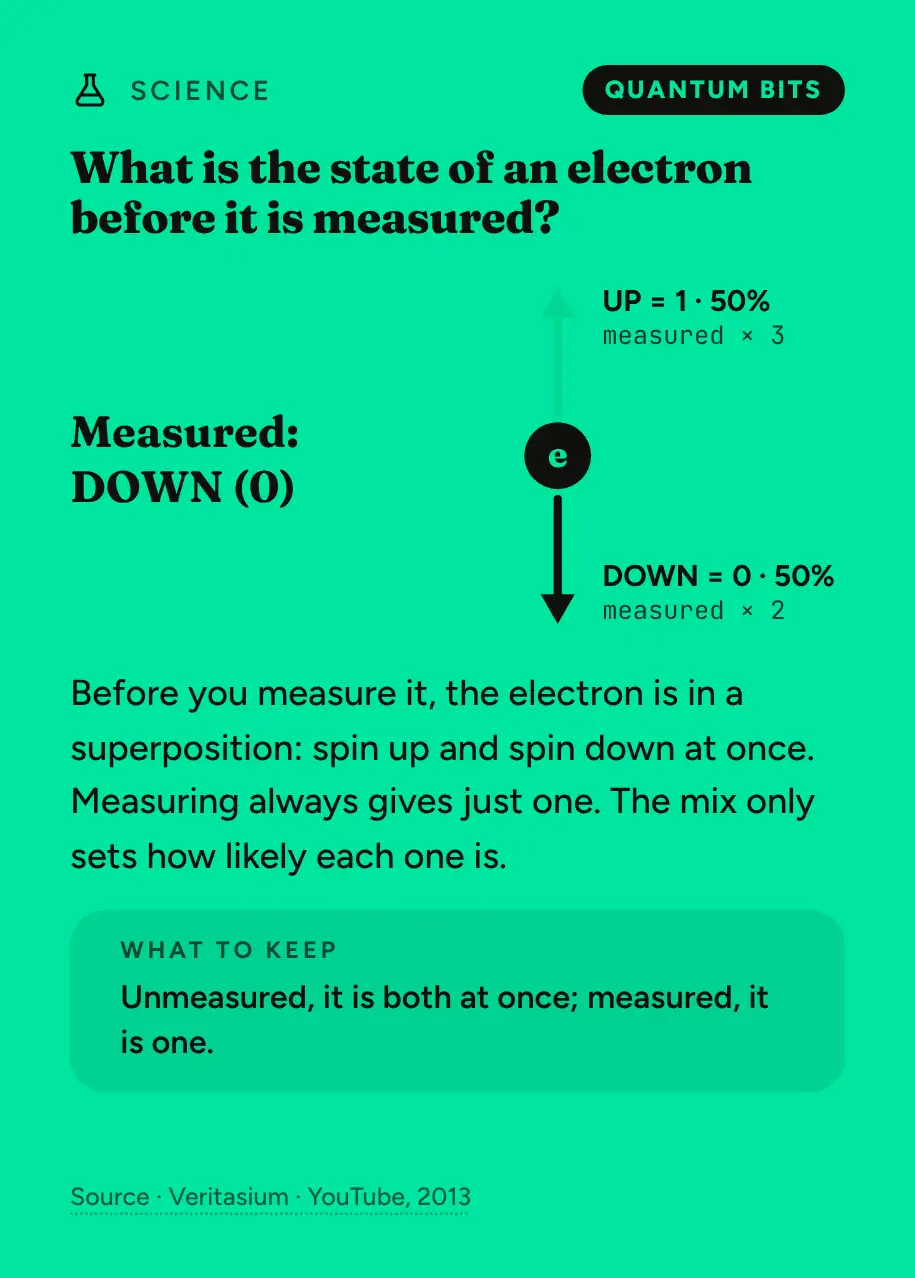 SCIENCE
QUANTUM BITS
What is the state of an electron
before it is measured?
UP = 1 · 50%
measured × 3
Measured:
DOWN (0)
e
DOWN = 0 · 50%
measured × 2
Before you measure it, the electron is in a
superposition: spin up and spin down at once.
Measuring always gives just one. The mix only
sets how likely each one is.
WHAT TO KEEP
Unmeasured, it is both at once; measured, it
is one.
Source · Veritasium · YouTube, 2013